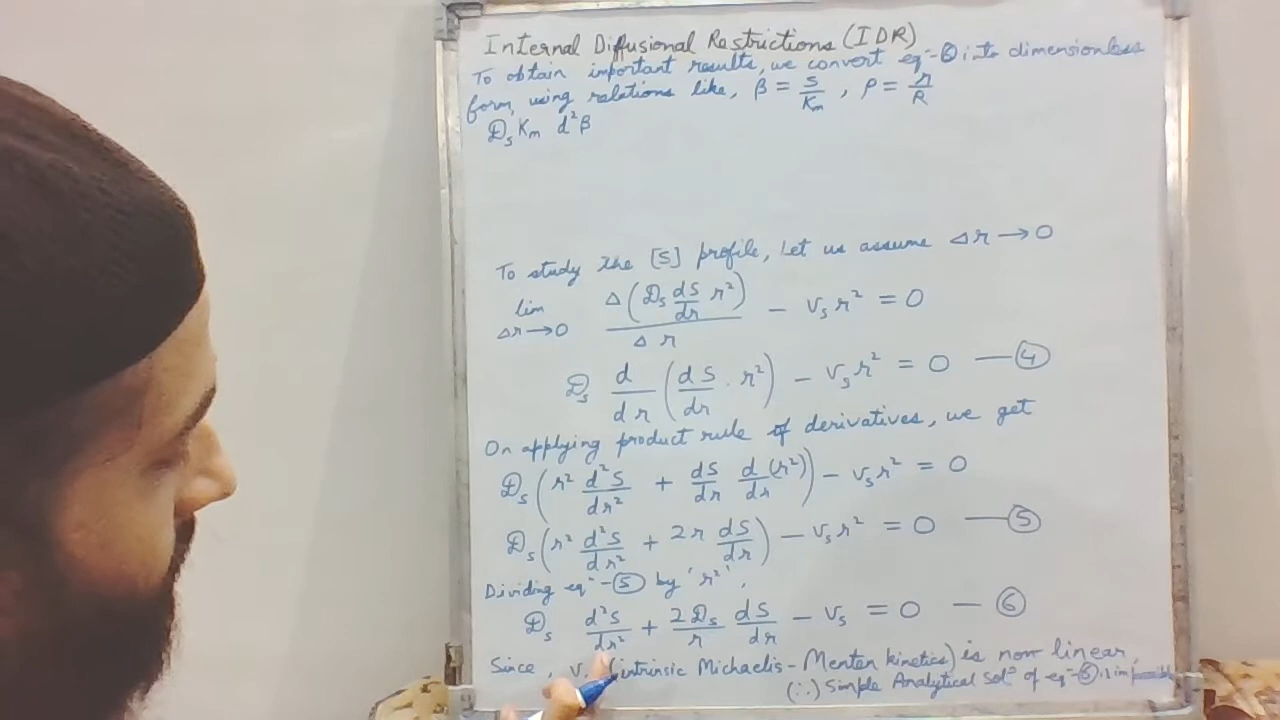 Internal Diffusional Restrictions (IDR)
To obtain important results, we convert eqⁿ-⑥ into dimensionless
form, using relations like, β = S/Kₘ , ρ = r/R
𝒟ₛ Kₘ d²β
To study the [S] profile, Let us assume Δr → 0
lim Δr→0 Δ(𝒟ₛ dS/dr r²)/Δr − vₛ r² = 0
𝒟ₛ d/dr (dS/dr · r²) − vₛ r² = 0 — ④
On applying product rule of derivatives, we get
𝒟ₛ (r² d²S/dr² + dS/dr d/dr (r²)) − vₛ r² = 0
𝒟ₛ (r² d²S/dr² + 2r dS/dr) − vₛ r² = 0 — ⑤
Dividing eqⁿ-⑤ by 'r²',
𝒟ₛ d²S/dr² + 2𝒟ₛ/r dS/dr − vₛ = 0 — ⑥
Since, v (intrinsic Michaelis-Menten kinetics) is non linear,
(∴) Simple Analytical Solⁿ of eqⁿ- is impossible